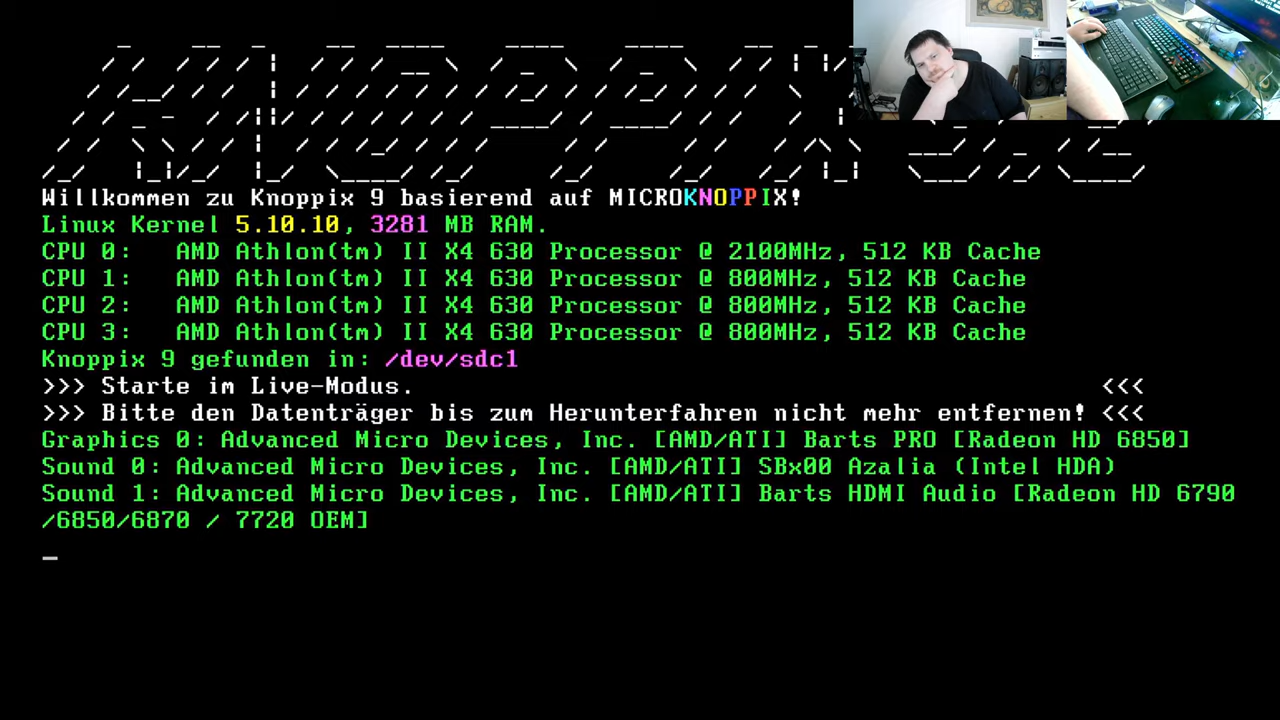 KNOPPIX 9.2
Willkommen zu Knoppix 9 basierend auf MICROKNOPPIX!
Linux Kernel 5.10.10, 3281 MB RAM.
CPU 0: AMD Athlon(tm) II X4 630 Processor @ 2100MHz, 512 KB Cache
CPU 1: AMD Athlon(tm) II X4 630 Processor @ 800MHz, 512 KB Cache
CPU 2: AMD Athlon(tm) II X4 630 Processor @ 800MHz, 512 KB Cache
CPU 3: AMD Athlon(tm) II X4 630 Processor @ 800MHz, 512 KB Cache
Knoppix 9 gefunden in: /dev/sdc1
>>> Starte im Live-Modus. <<<
>>> Bitte den Datenträger bis zum Herunterfahren nicht mehr entfernen! <<<
Graphics 0: Advanced Micro Devices, Inc. [AMD/ATI] Barts PRO [Radeon HD 6850]
Sound 0: Advanced Micro Devices, Inc. [AMD/ATI] SBx00 Azalia (Intel HDA)
Sound 1: Advanced Micro Devices, Inc. [AMD/ATI] Barts HDMI Audio [Radeon HD 6790
/6850/6870 / 7720 OEM]